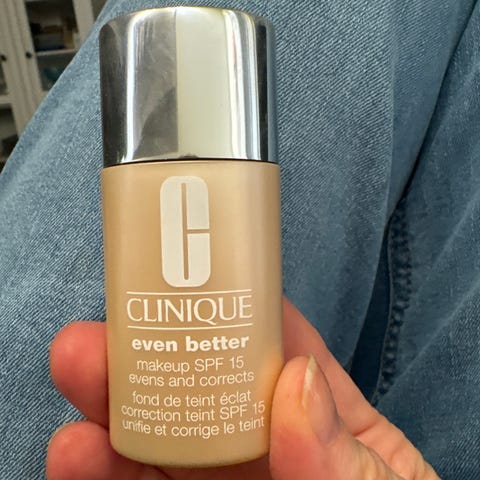 C
CLINIQUE
even better
makeup SPF 15
evens and corrects
fond de teint éclat
correction teint SPF 15
unifie et corrige le teint